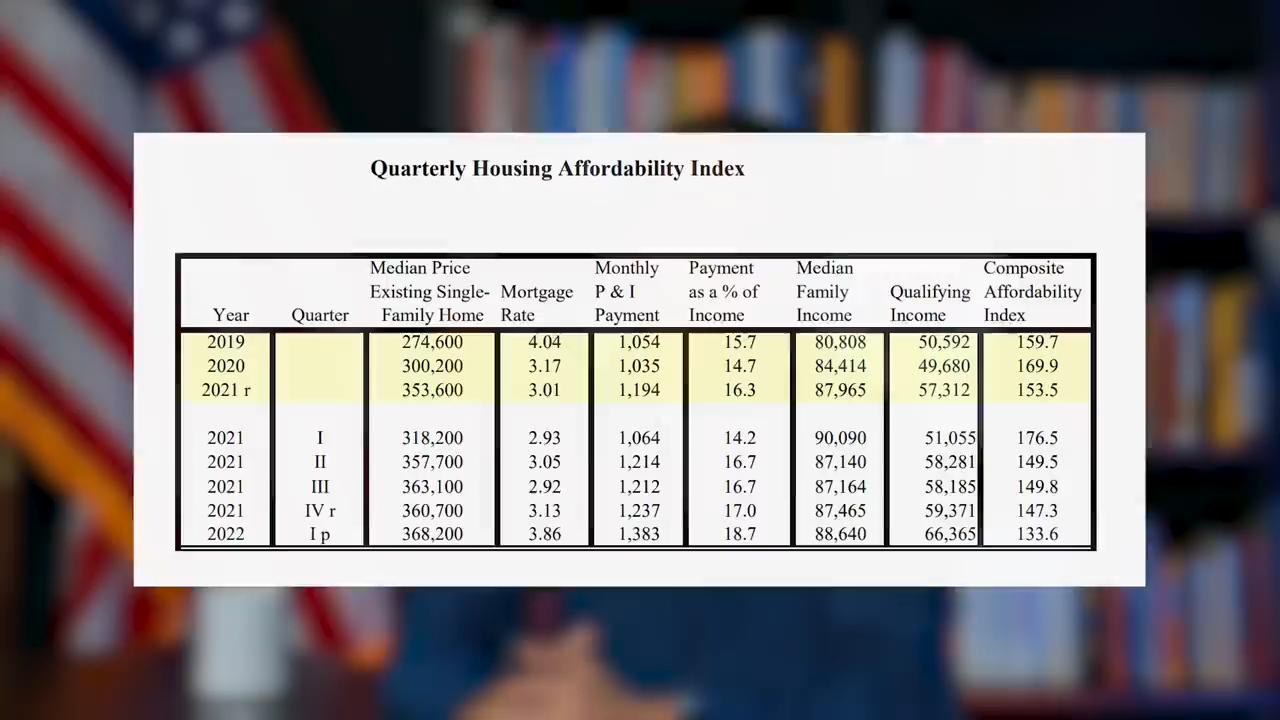 Quarterly Housing Affordability Index
Median Price Monthly Payment Median Composite
Existing Single- Mortgage P & I as a % of Family Qualifying Affordability
Year Quarter Family Home Rate Payment Income Income Income Index
2019 274,600 4.04 1,054 15.7 80,808 50,592 159.7
2020 300,200 3.17 1,035 14.7 84,414 49,680 169.9
2021 r 353,600 3.01 1,194 16.3 87,965 57,312 153.5
2021 I 318,200 2.93 1,064 14.2 90,090 51,055 176.5
2021 II 357,700 3.05 1,214 16.7 87,140 58,281 149.5
2021 III 363,100 2.92 1,212 16.7 87,164 58,185 149.8
2021 IV r 360,700 3.13 1,237 17.0 87,465 59,371 147.3
2022 I p 368,200 3.86 1,383 18.7 88,640 66,365 133.6